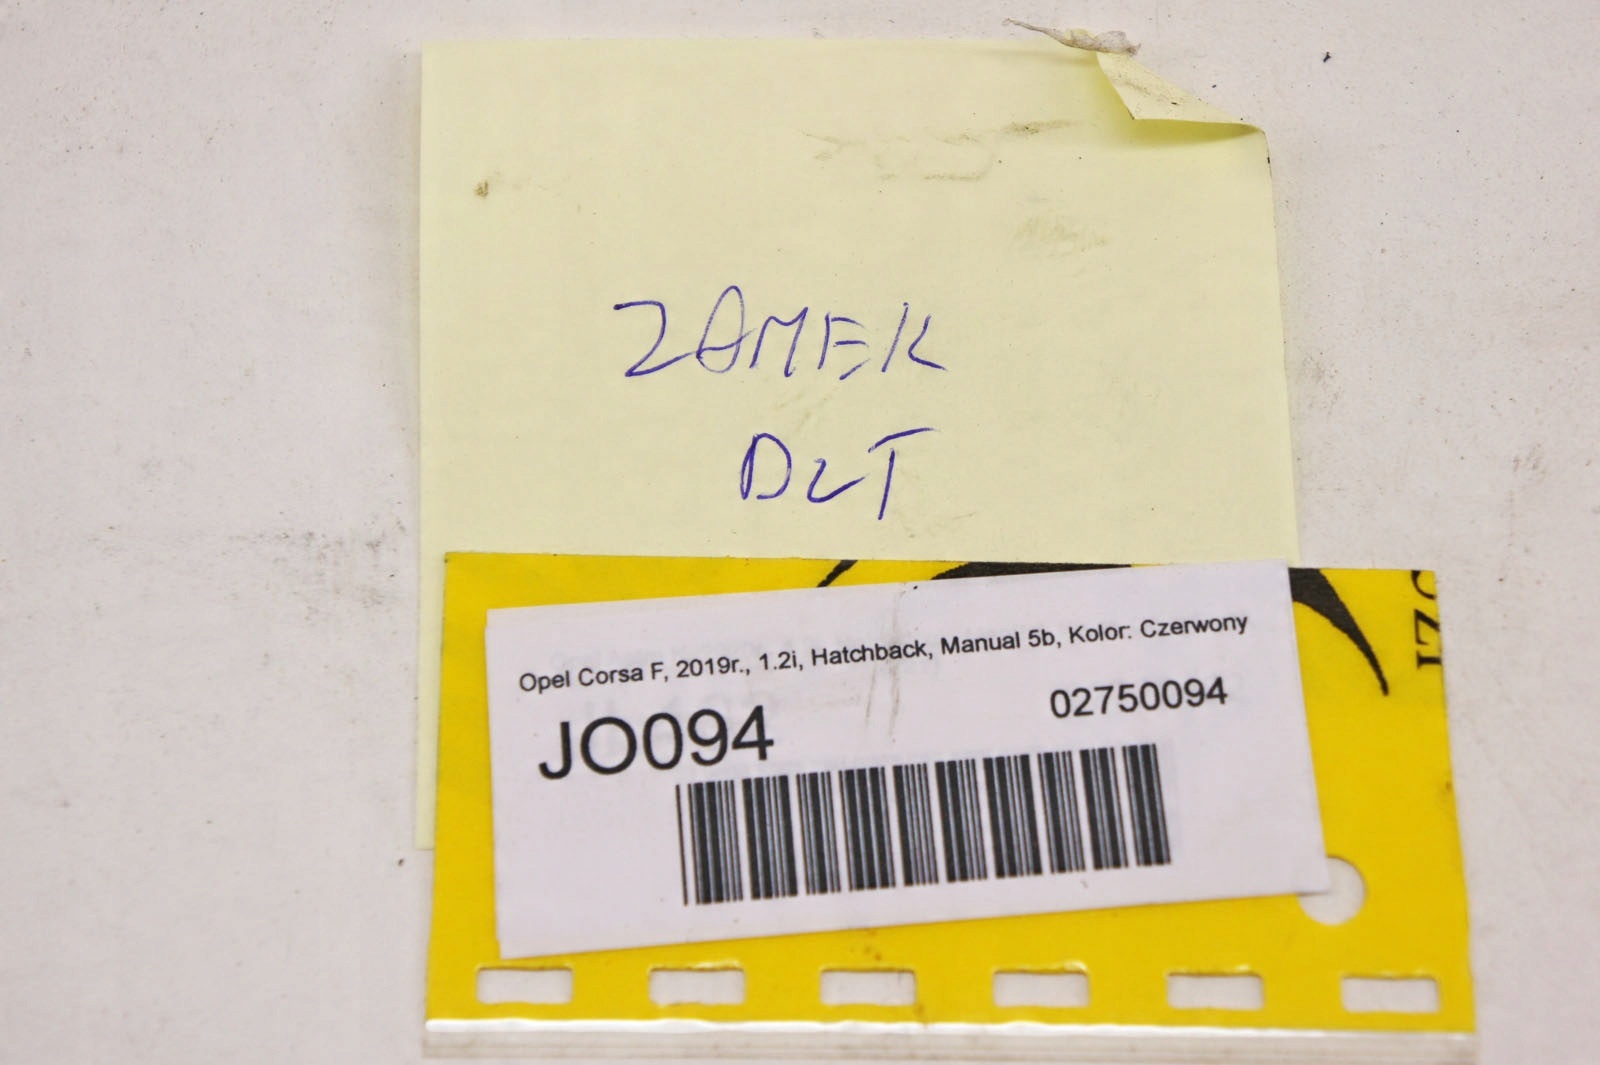 ZAMEK
DLT
Opel Corsa F, 2019r., 1.2i, Hatchback, Manual 5b, Kolor: Czerwony
JO094
02750094